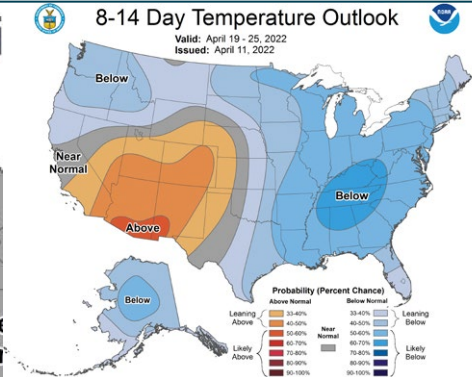 8-14 Day Temperature Outlook
Valid: April 19 - 25, 2022
Issued: April 11, 2022
NOAA
Below
Near
Normal
Above
Below
Below
Probability (Percent Chance)
Above Normal
Below Normal
Leaning
Above
33-40%
40-50%
50-60%
60-70%
70-80%
80-90%
90-100%
Likely
Above
Near
Normal
33-40%
40-50%
50-60%
60-70%
70-80%
80-90%
90-100%
Leaning
Below
Likely
Below